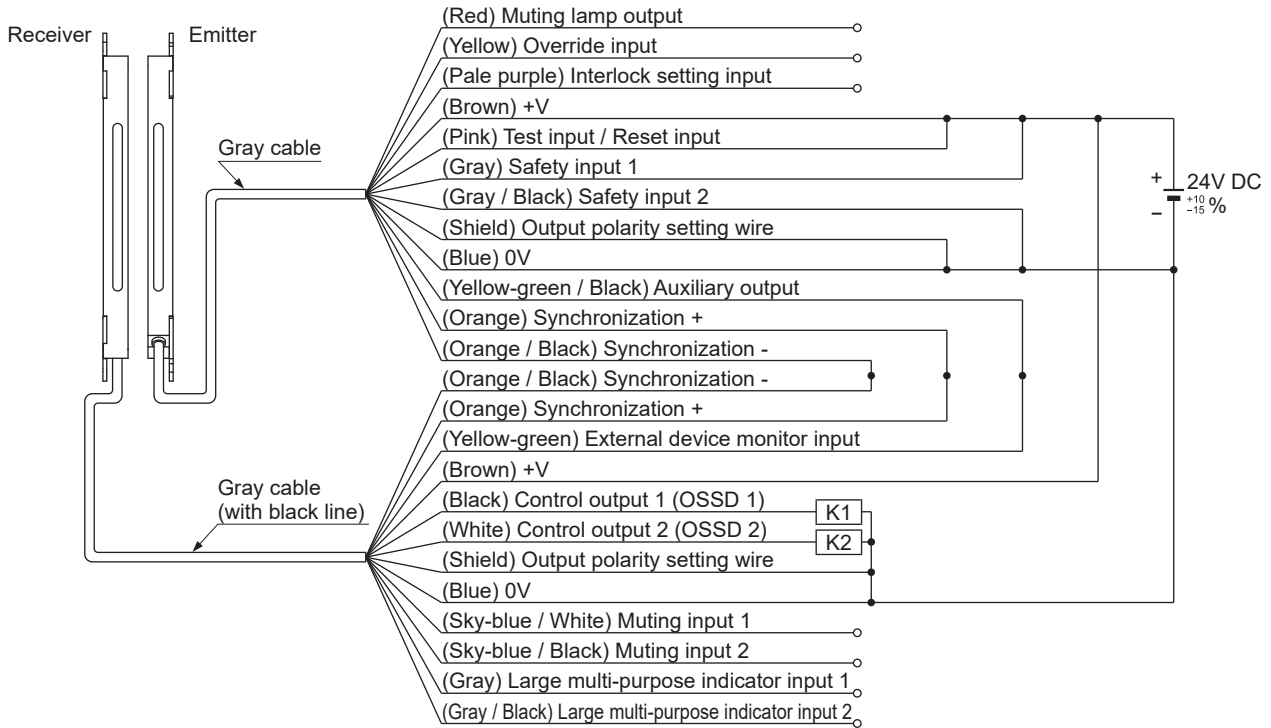 Receiver
Emitter
(Red) Muting lamp output
(Yellow) Override input
(Pale purple) Interlock setting input
(Brown) +V
(Pink) Test input / Reset input
(Gray) Safety input 1
(Gray / Black) Safety input 2
(Shield) Output polarity setting wire
(Blue) 0V
(Yellow-green / Black) Auxiliary output
(Orange) Synchronization +
(Orange / Black) Synchronization -
(Orange / Black) Synchronization -
(Orange) Synchronization +
(Yellow-green) External device monitor input
(Brown) +V
(Black) Control output 1 (OSSD 1)
(White) Control output 2 (OSSD 2)
(Shield) Output polarity setting wire
(Blue) 0V
(Sky-blue / White) Muting input 1
(Sky-blue / Black) Muting input 2
(Gray) Large multi-purpose indicator input 1
(Gray / Black) Large multi-purpose indicator input 2
Gray cable
Gray cable
(with black line)
K1
K2
+
24V DC
+10
-15 %
−